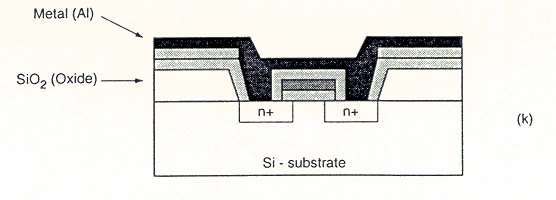 Metal (Al)
SiO₂ (Oxide)
n+ n+
(k)
Si - substrate